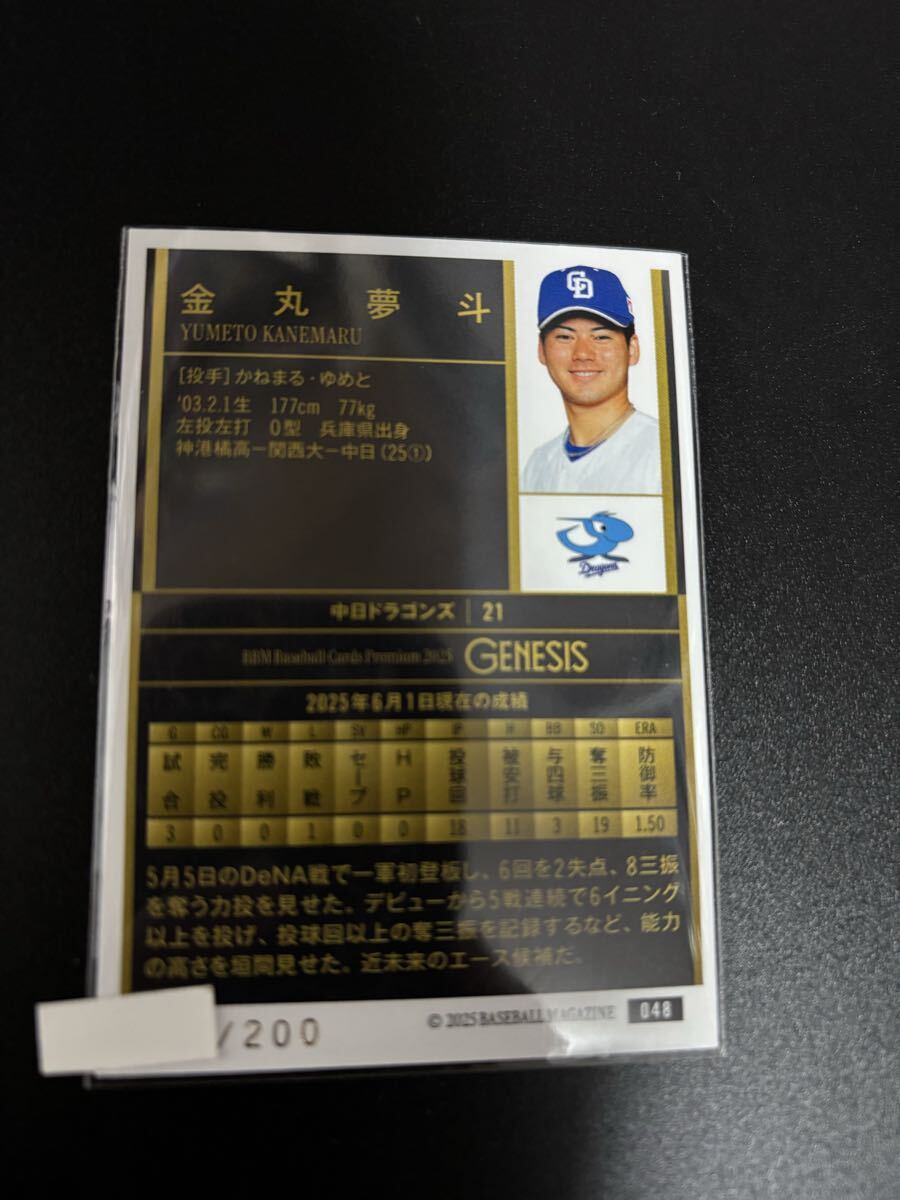 金丸夢斗
YUMETO KANEMARU
[投手]かねまる・ゆめと
'03.2.1生 177cm 77kg
左投左打 O型 兵庫県出身
神港橘高−関西大−中日(25①)
CD
Dragons
中日ドラゴンズ | 21
BBM Baseball Cards Premium 2025 GENESIS
2025年6月1日現在の成績
G CG W L SV HP IP H BB SO ERA
試合 完投 勝利 敗戦 セーブ HP 投球回 被安打 与四球 奪三振 防御率
3 0 0 1 0 0 18 11 3 19 1.50
5月5日のDeNA戦で一軍初登板し、6回を2失点、8三振
を奪う力投を見せた。デビューから5戦連続で6イニング
以上を投げ、投球回以上の奪三振を記録するなど、能力
の高さを垣間見せた。近未来のエース候補だ。
/200
© 2025 BASEBALL MAGAZINE 048